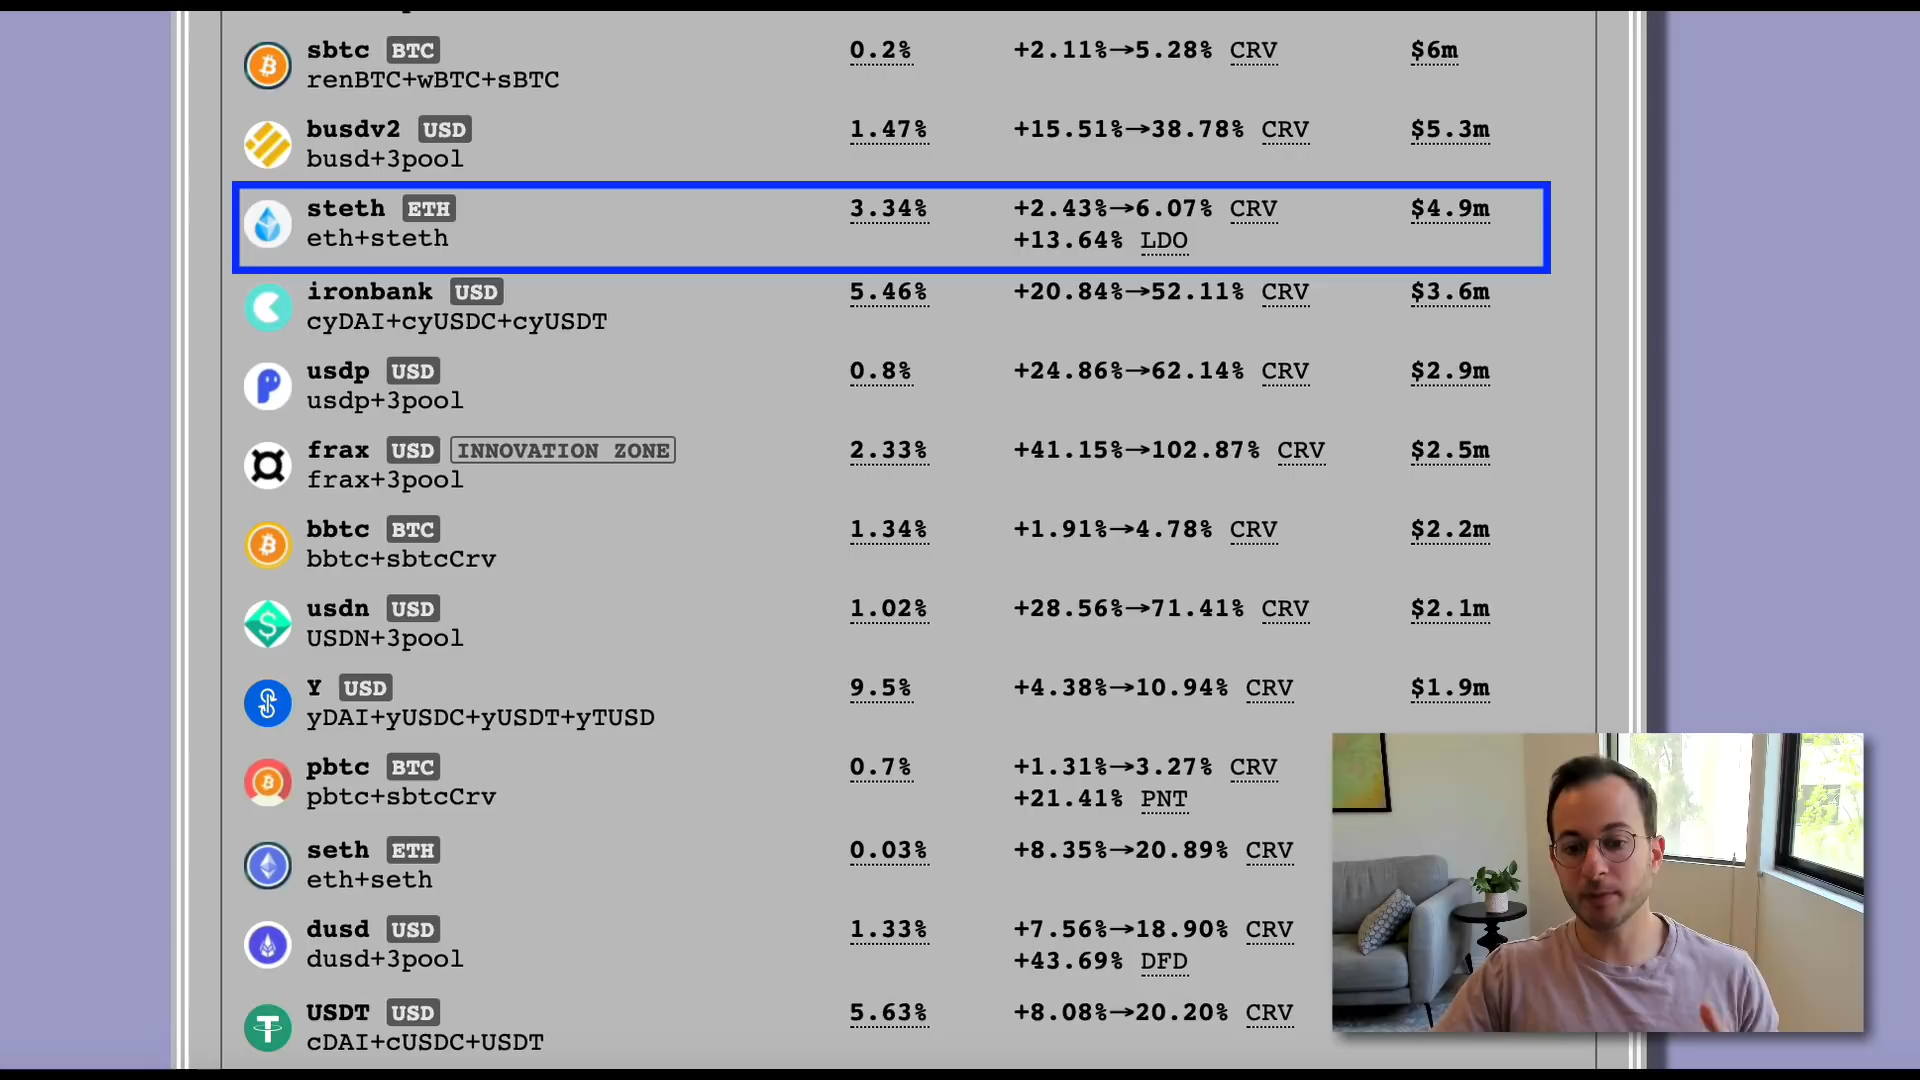 sbtc BTC 0.2% +2.11%→5.28% CRV $6m
renBTC+wBTC+sBTC
busdv2 USD 1.47% +15.51%→38.78% CRV $5.3m
busd+3pool
steth ETH 3.34% +2.43%→6.07% CRV $4.9m
eth+steth +13.64% LDO
ironbank USD 5.46% +20.84%→52.11% CRV $3.6m
cyDAI+cyUSDC+cyUSDT
usdp USD 0.8% +24.86%→62.14% CRV $2.9m
usdp+3pool
frax USD INNOVATION ZONE 2.33% +41.15%→102.87% CRV $2.5m
frax+3pool
bbtc BTC 1.34% +1.91%→4.78% CRV $2.2m
bbtc+sbtcCrv
usdn USD 1.02% +28.56%→71.41% CRV $2.1m
USDN+3pool
Y USD 9.5% +4.38%→10.94% CRV $1.9m
yDAI+yUSDC+yUSDT+yTUSD
pbtc BTC 0.7% +1.31%→3.27% CRV
pbtc+sbtcCrv +21.41% PNT
seth ETH 0.03% +8.35%→20.89% CRV
eth+seth
dusd USD 1.33% +7.56%→18.90% CRV
dusd+3pool +43.69% DFD
USDT USD 5.63% +8.08%→20.20% CRV
cDAI+cUSDC+USDT